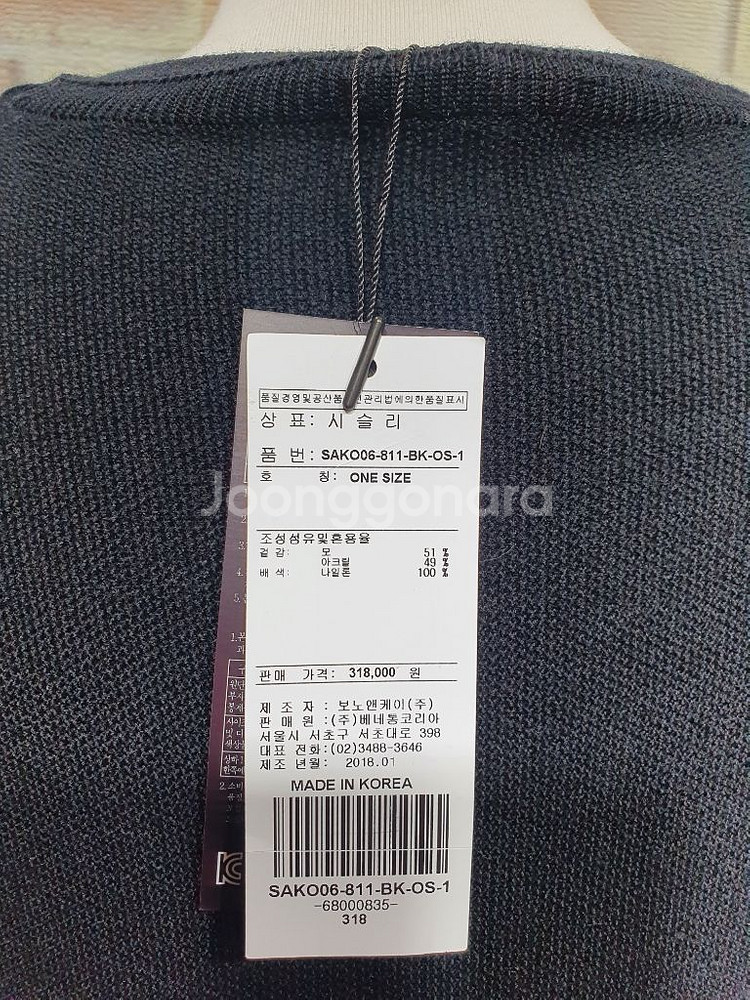 품질경영및공산품 전관리법에의한품질표시
상 표: 시 슬 리
품 번: SAKO06-811-BK-OS-1
호 칭: ONE SIZE
Joonggonara
조성섬유및혼용율
겉 감: 모 51 %
아크릴 49 %
배 색: 나일론 100 %
판매 가격: 318,000 원
제 조 자 : 보노앤케이(주)
판 매 원 : (주)베네통코리아
서울시 서초구 서초대로 398
대표 전화:(02)3488-3646
제조 년월: 2018.01
MADE IN KOREA
SAKO06-811-BK-OS-1
-68000835-
318